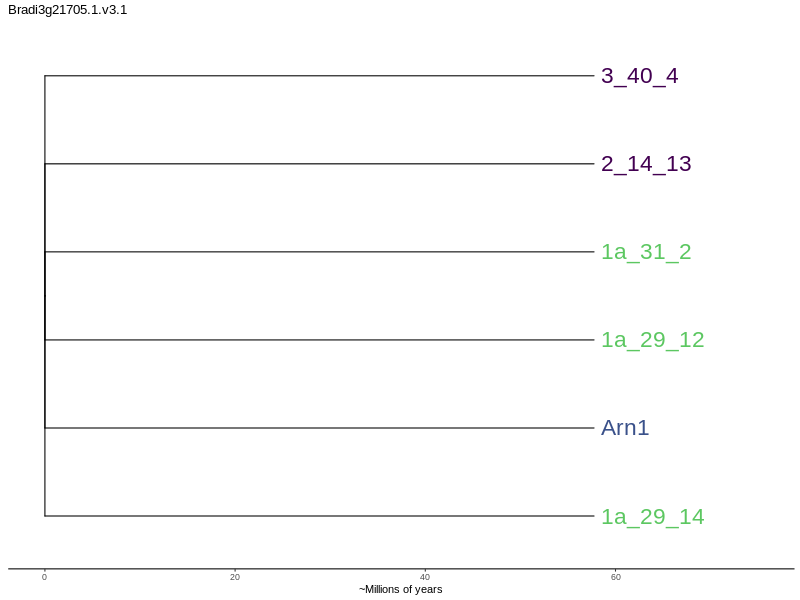 Bradi3g21705.1.v3.1
3_40_4
2_14_13
1a_31_2
1a_29_12
Arn1
1a_29_14
0 20 40 60
~Millions of years